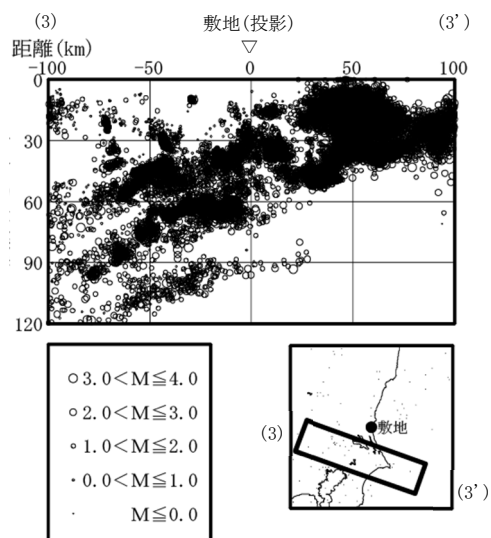 (3) 敷地(投影) (3')
距離(km) ▽
-100 -50 0 50 100
0
30
60
90
120
○ 3.0<M≦4.0
○ 2.0<M≦3.0
○ 1.0<M≦2.0
・ 0.0<M≦1.0
・ M≦0.0
敷地
(3)
(3')